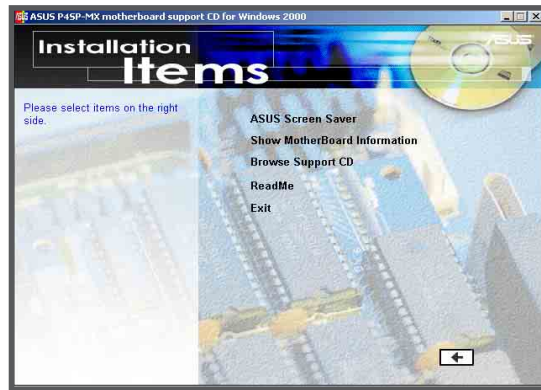 ASUS P4SP-MX motherboard support CD for Windows 2000
Installation
Items
ASUS
Please select items on the right
side.
ASUS Screen Saver
Show MotherBoard Information
Browse Support CD
ReadMe
Exit